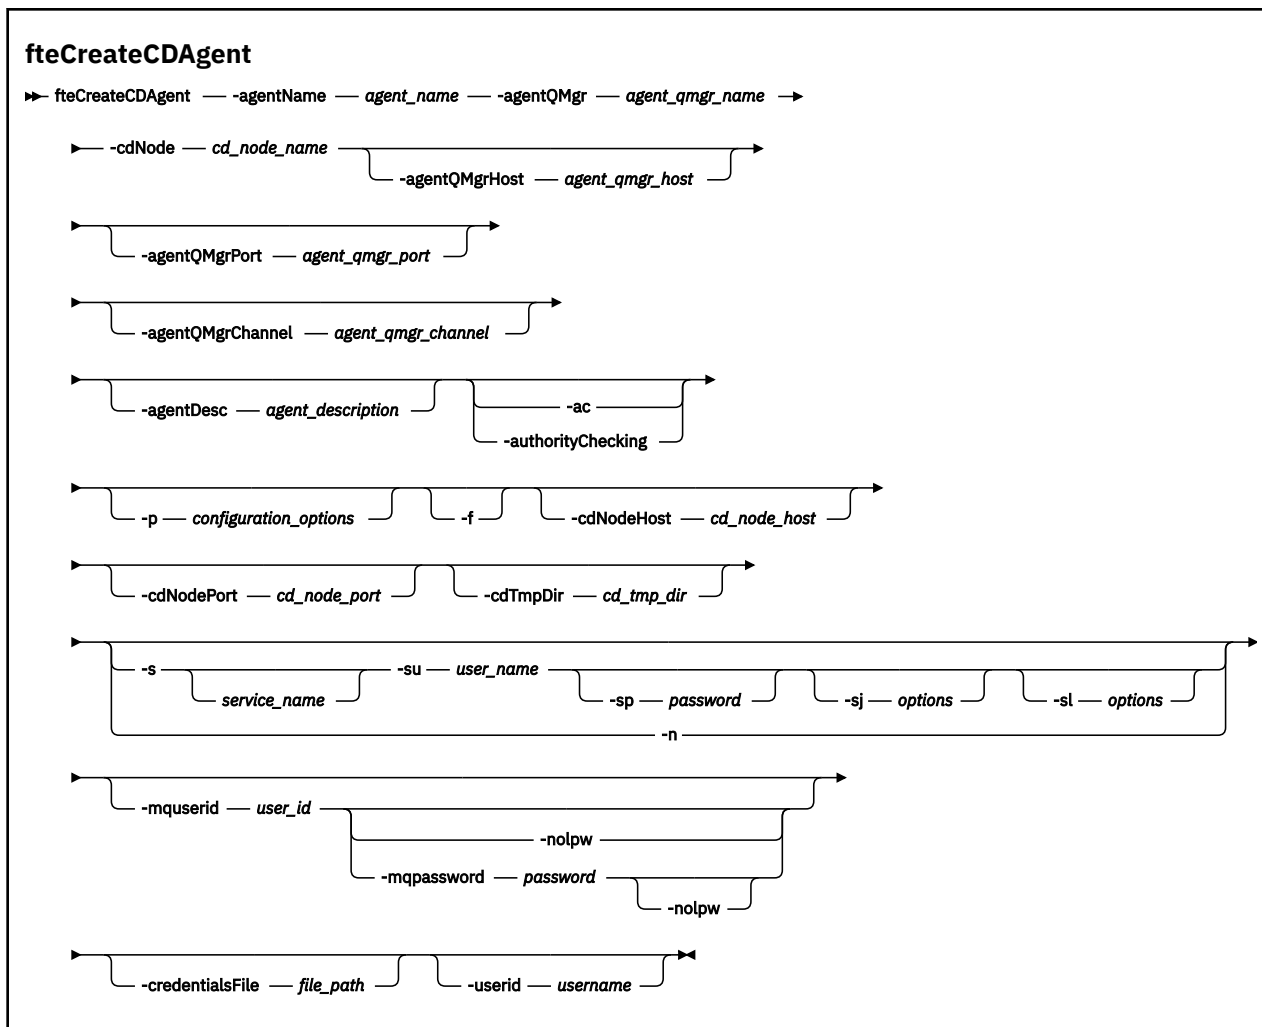 fteCreateCDAgent
fteCreateCDAgent -agentName agent_name -agentQMgr agent_qmgr_name
-cdNode cd_node_name
-agentQMgrHost agent_qmgr_host
-agentQMgrPort agent_qmgr_port
-agentQMgrChannel agent_qmgr_channel
-agentDesc agent_description
-ac
-authorityChecking
-p configuration_options -f -cdNodeHost cd_node_host
-cdNodePort cd_node_port -cdTmpDir cd_tmp_dir
-s -su user_name
service_name -sp password -sj options -sl options
-n
-mquserid user_id
-nolpw
-mqpassword password
-nolpw
-credentialsFile file_path -userid username